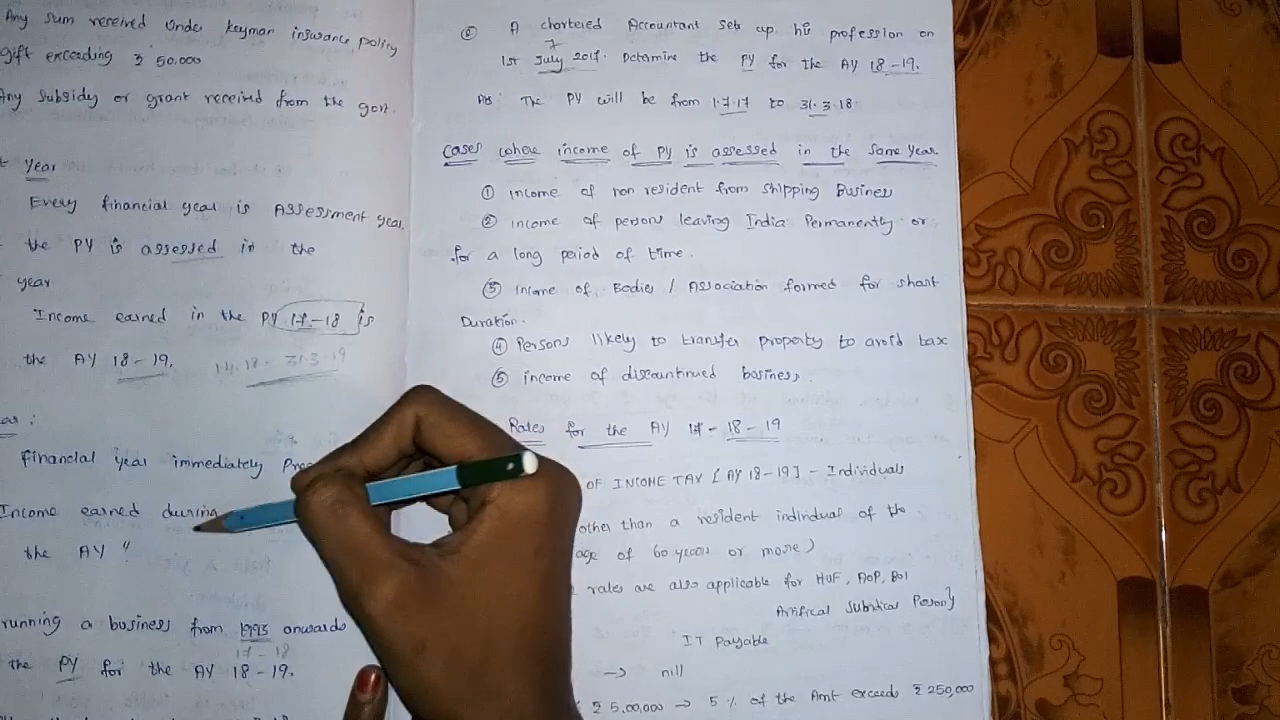 Any sum received Under keyman insurance policy
gift exceeding ₹ 50,000
Any subsidy or grant received from the govt.
year
Every financial year is Assessment year,
the PY is assessed in the
year
Income earned in the PY 17-18 is
the AY 18-19. 1.4.18 - 31.3.19
financial year immediately
Income earned during
the AY "
running a business from 1993 onwards
17-18
the PY for the AY 18-19.
② A chartered Accountant sets up his profession on
1st July 2017. Determine the PY for the AY 18-19.
Ans: The PY will be from 1.7.17 to 31.3.18
Cases where income of PY is assessed in the same year
① income of non resident from shipping Business
② income of persons leaving India Permanently or
for a long period of time.
③ income of Bodies / Association formed for short
Duration.
④ Persons likely to transfer property to avoid tax
⑤ income of discountinued business.
Rates for the AY 18-19
OF INCOME TAX [AY 18-19] - Individuals
other than a resident individual of the
age of 60 years or more)
rates are also applicable for HUF, AOP, BOI
Artifical Jubridical Person}
IT Payable
→ nill
₹ 5,00,000 → 5% of the Amt exceeds ₹ 250,000